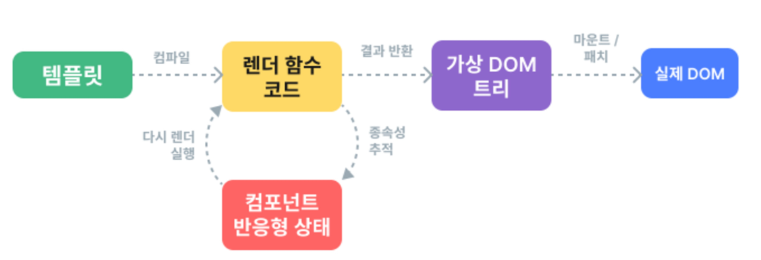 템플릿
컴파일
렌더 함수
코드
결과 반환
가상 DOM
트리
마운트 /
패치
실제 DOM
다시 렌더
실행
종속성
추적
컴포넌트
반응형 상태